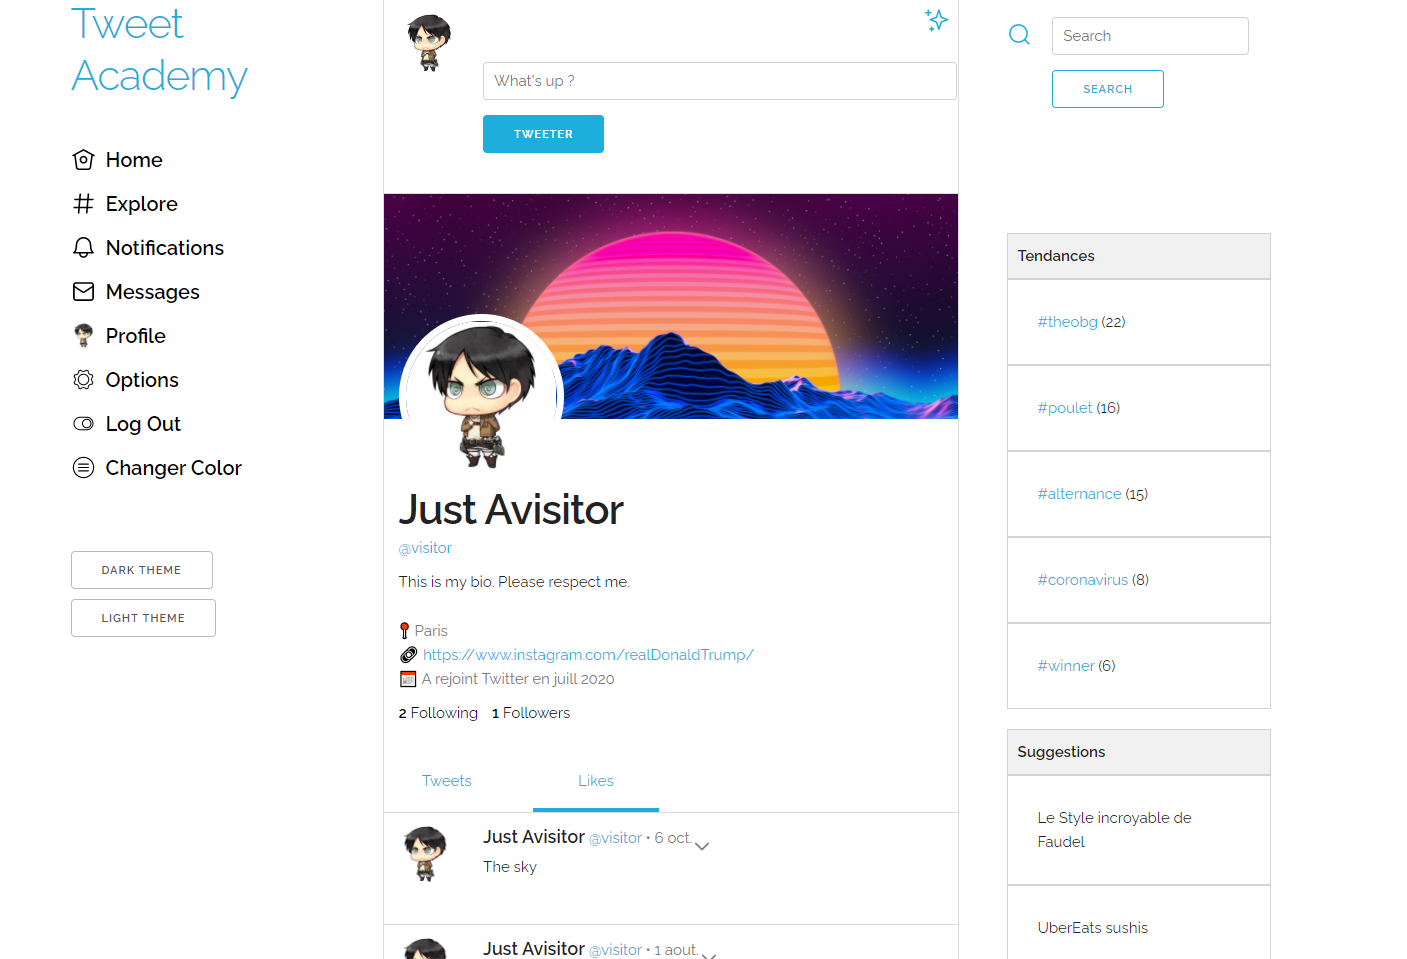 Tweet
Academy
Home
Explore
Notifications
Messages
Profile
Options
Log Out
Changer Color
DARK THEME
LIGHT THEME
What's up ?
TWEETER
Just Avisitor
@visitor
This is my bio. Please respect me.
Paris
https://www.instagram.com/realDonaldTrump/
A rejoint Twitter en juill 2020
2 Following 1 Followers
Tweets Likes
Just Avisitor @visitor • 6 oct.
The sky
Just Avisitor @visitor • 1 aout.
Search
SEARCH
Tendances
#theobg (22)
#poulet (16)
#alternance (15)
#coronavirus (8)
#winner (6)
Suggestions
Le Style incroyable de
Faudel
UberEats sushis